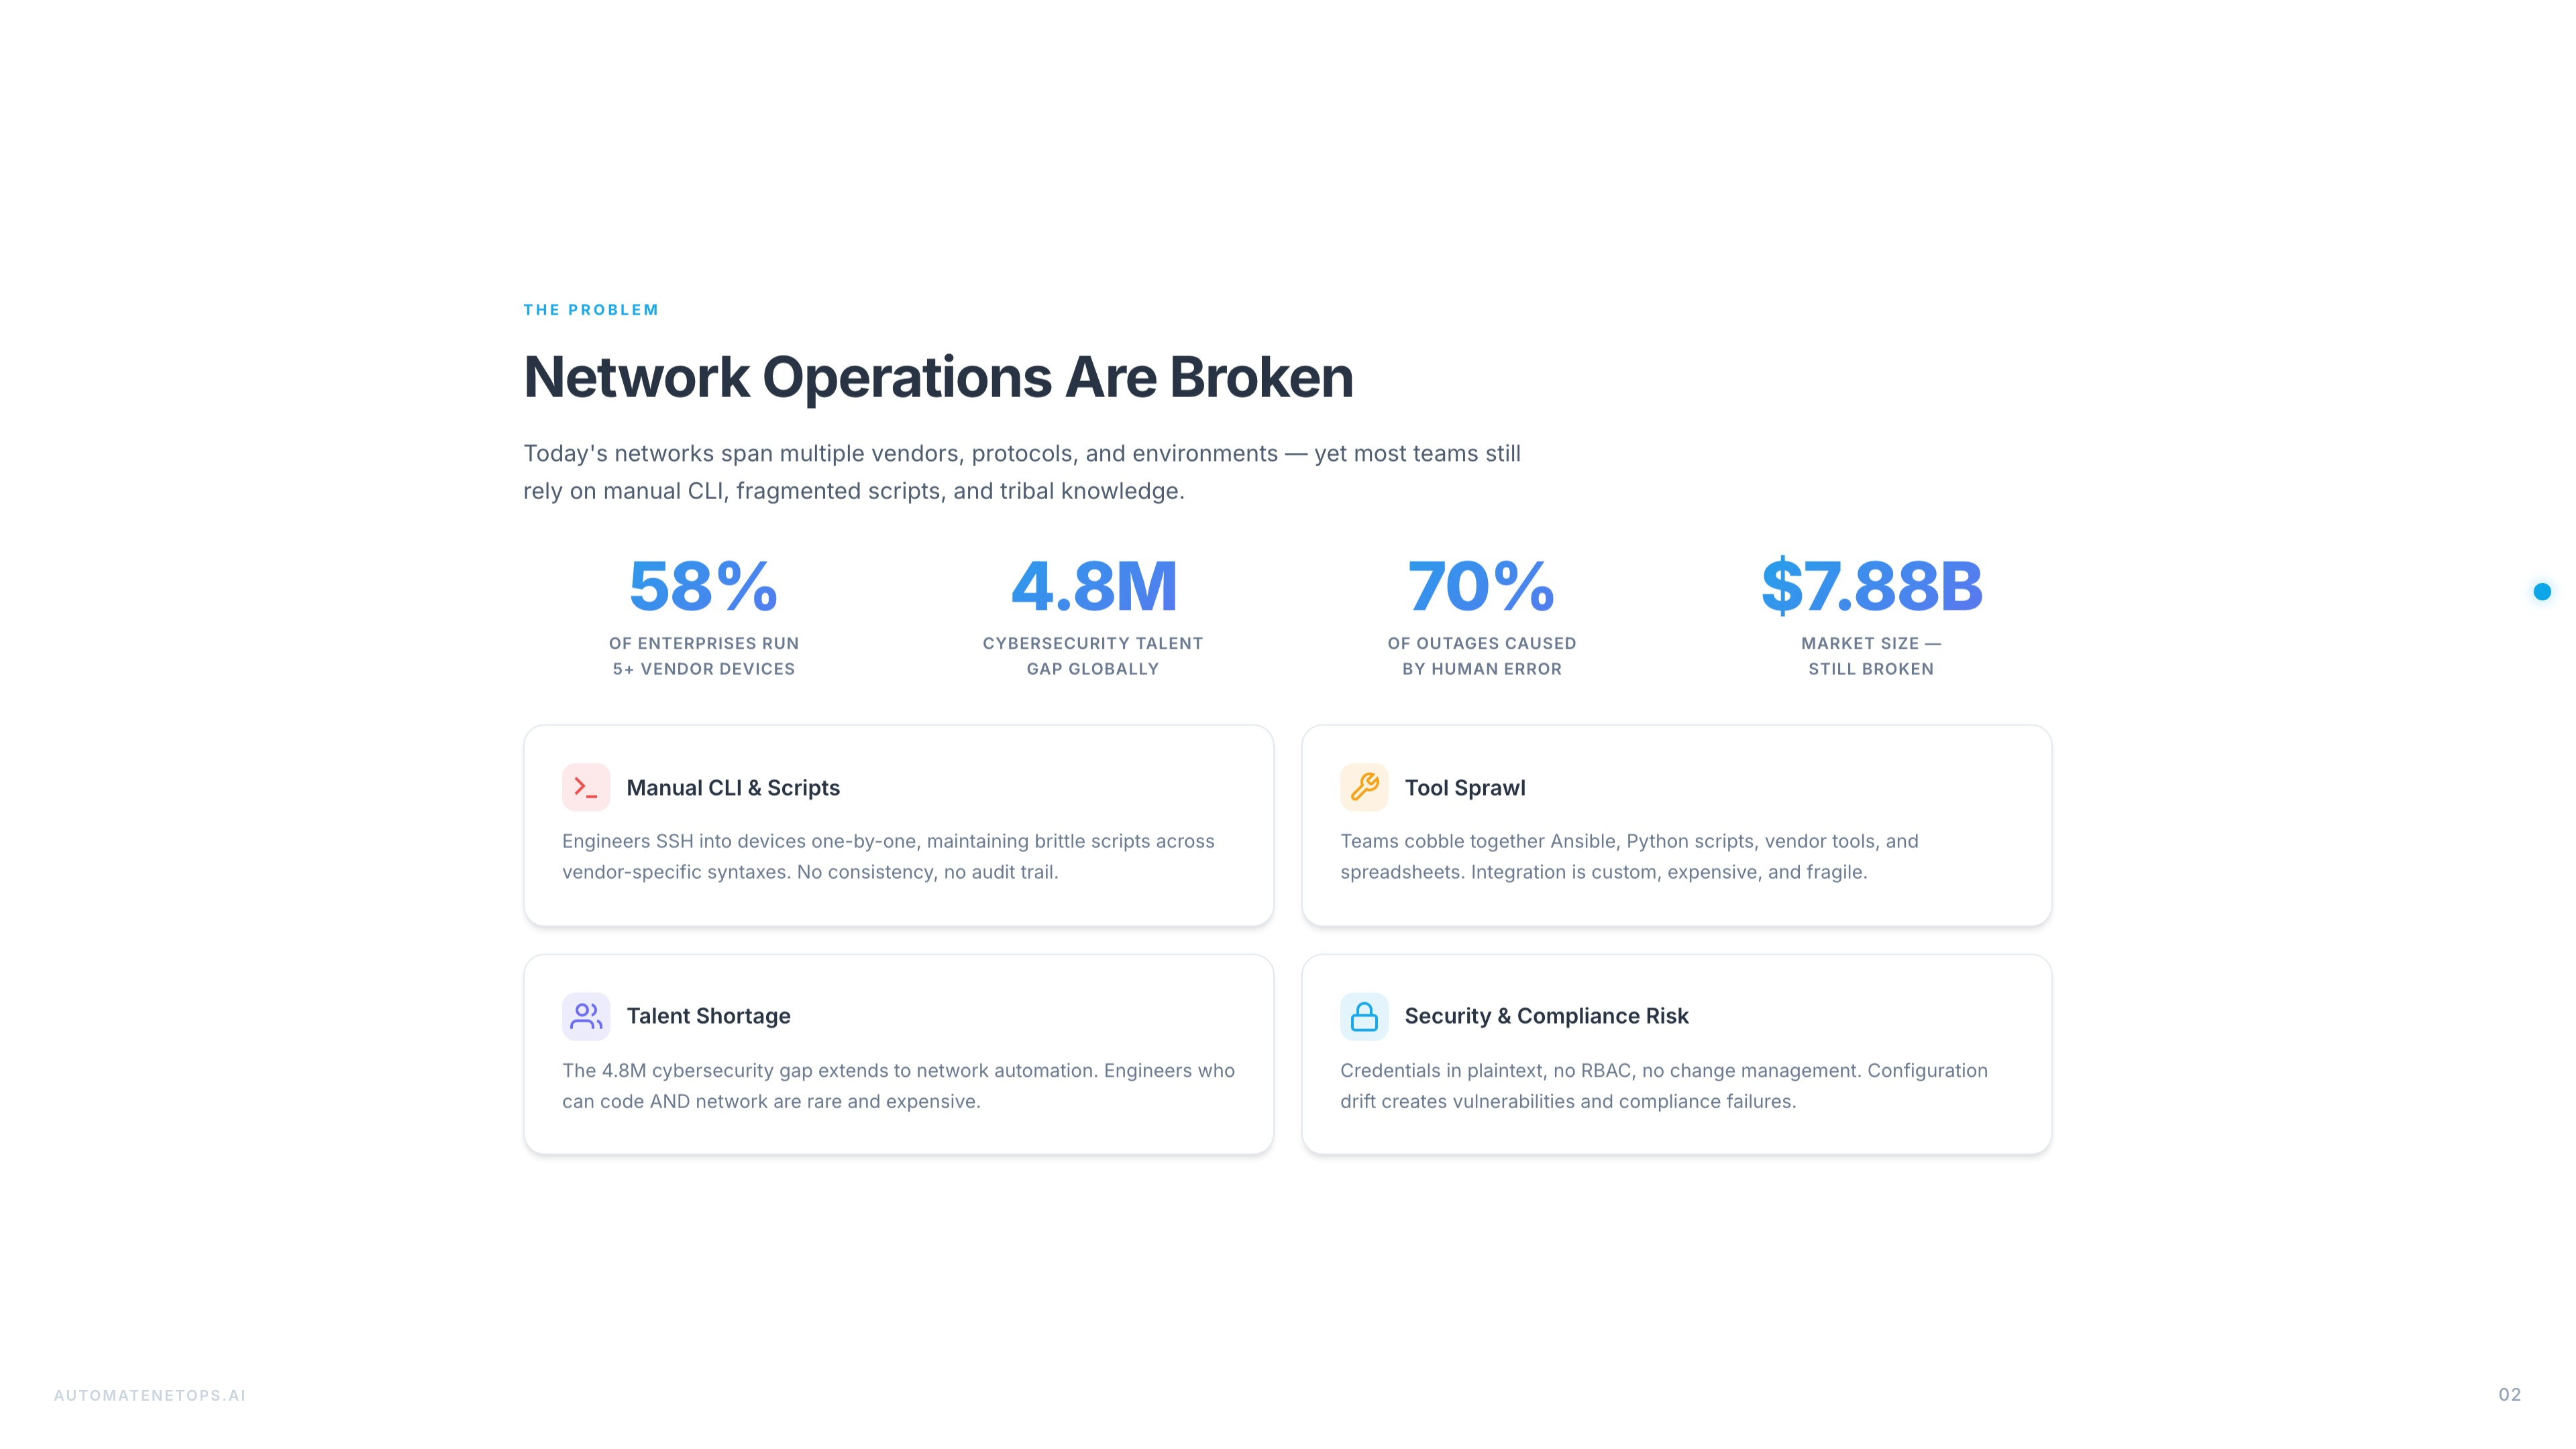 THE PROBLEM
Network Operations Are Broken
Today's networks span multiple vendors, protocols, and environments — yet most teams still
rely on manual CLI, fragmented scripts, and tribal knowledge.
58%
OF ENTERPRISES RUN
5+ VENDOR DEVICES
4.8M
CYBERSECURITY TALENT
GAP GLOBALLY
70%
OF OUTAGES CAUSED
BY HUMAN ERROR
$7.88B
MARKET SIZE —
STILL BROKEN
Manual CLI & Scripts
Engineers SSH into devices one-by-one, maintaining brittle scripts across
vendor-specific syntaxes. No consistency, no audit trail.
Tool Sprawl
Teams cobble together Ansible, Python scripts, vendor tools, and
spreadsheets. Integration is custom, expensive, and fragile.
Talent Shortage
The 4.8M cybersecurity gap extends to network automation. Engineers who
can code AND network are rare and expensive.
Security & Compliance Risk
Credentials in plaintext, no RBAC, no change management. Configuration
drift creates vulnerabilities and compliance failures.
AUTOMATENETOPS.AI
02